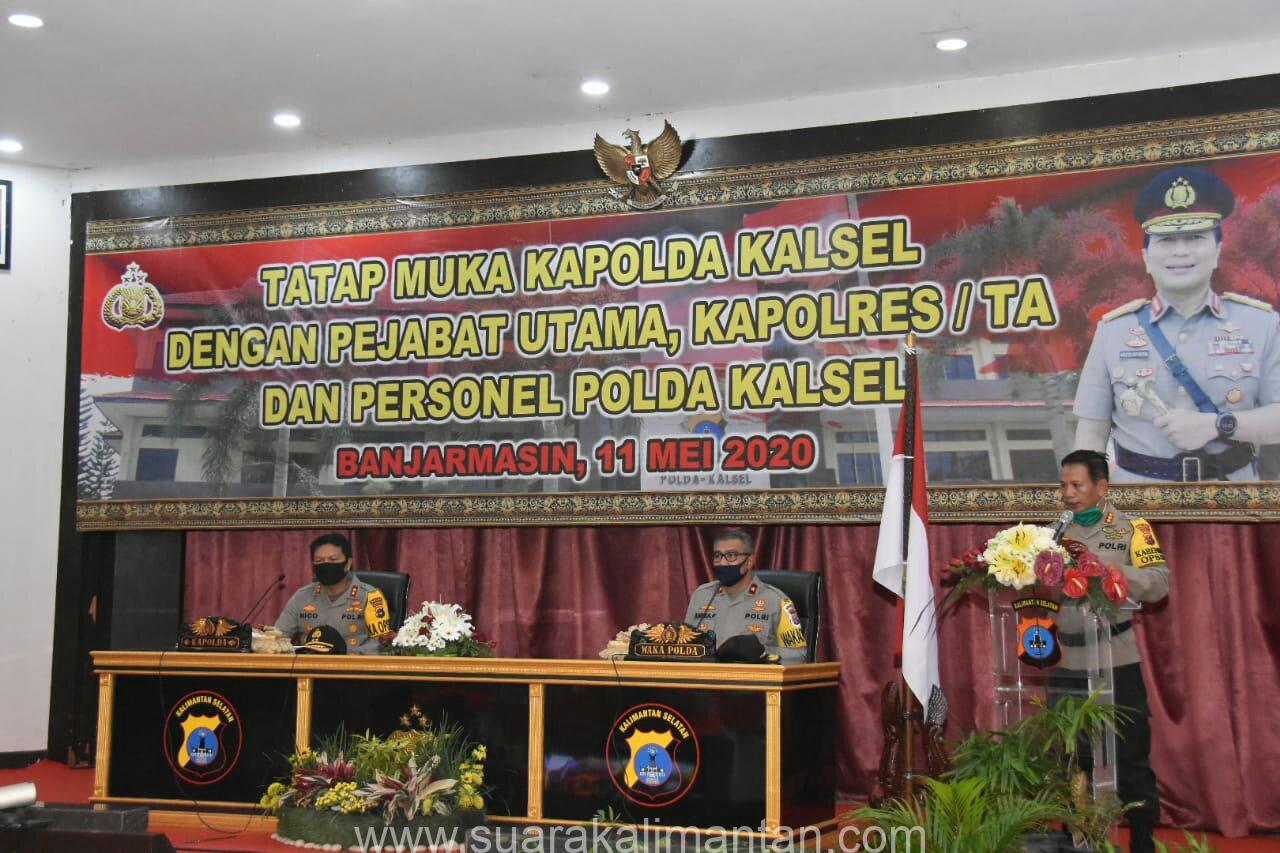 TATAP MUKA KAPOLDA KALSEL
DENGAN PEJABAT UTAMA, KAPOLRES / TA
DAN PERSONEL POLDA KALSEL
BANJARMASIN, 11 MEI 2020
POLDA-KALSEL
POLRI
NICO POLRI
POLRI
KAPOLDA
WAKA POLDA
KALIMANTAN SELATAN
KALIMANTAN SELATAN
KALIMANTAN SELATAN
www.suarakalimantan.com